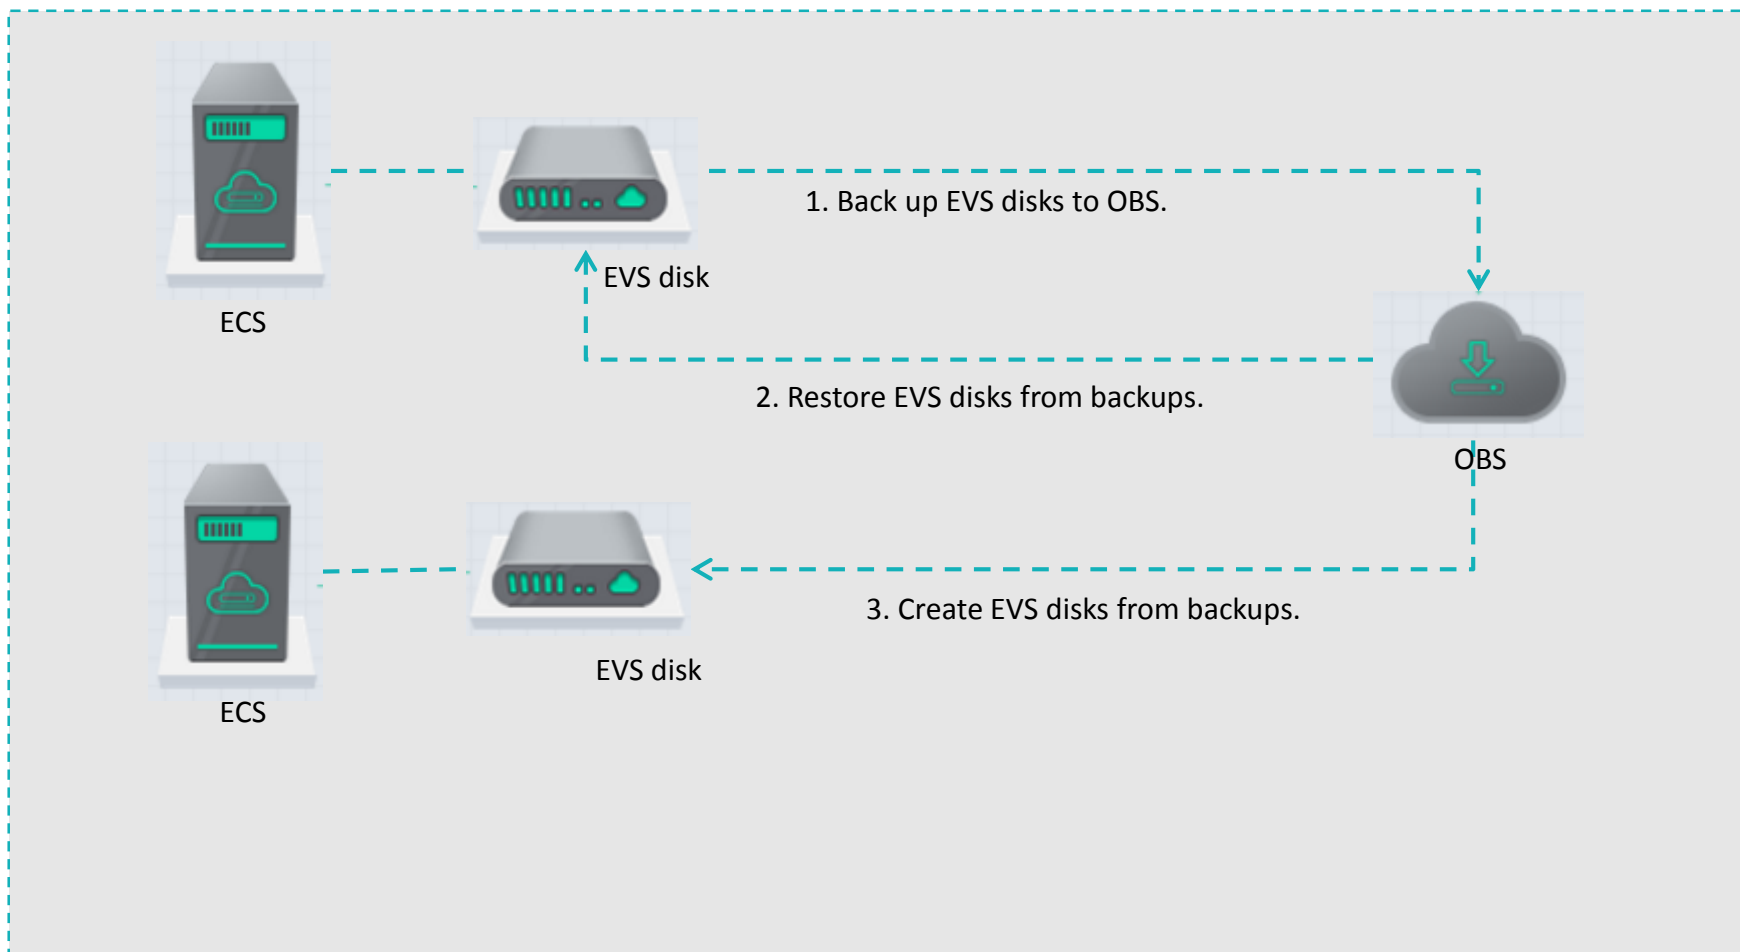 1. Back up EVS disks to OBS.
EVS disk
ECS
2. Restore EVS disks from backups.
OBS
3. Create EVS disks from backups.
EVS disk
ECS